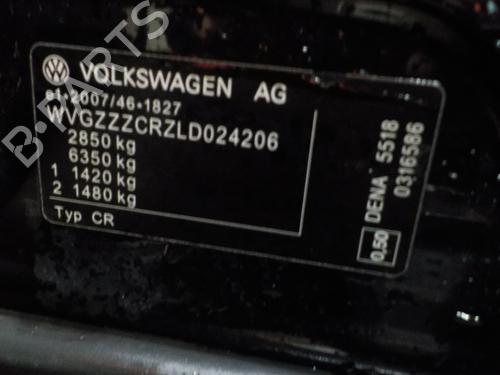 VOLKSWAGEN AG
e1*2007/46*1827
WVGZZZCRZLD024206
2850 kg
6350 kg
1 1420 kg
2 1480 kg
Typ CR
0,50 DENA 5518
0316586
B-PARTS